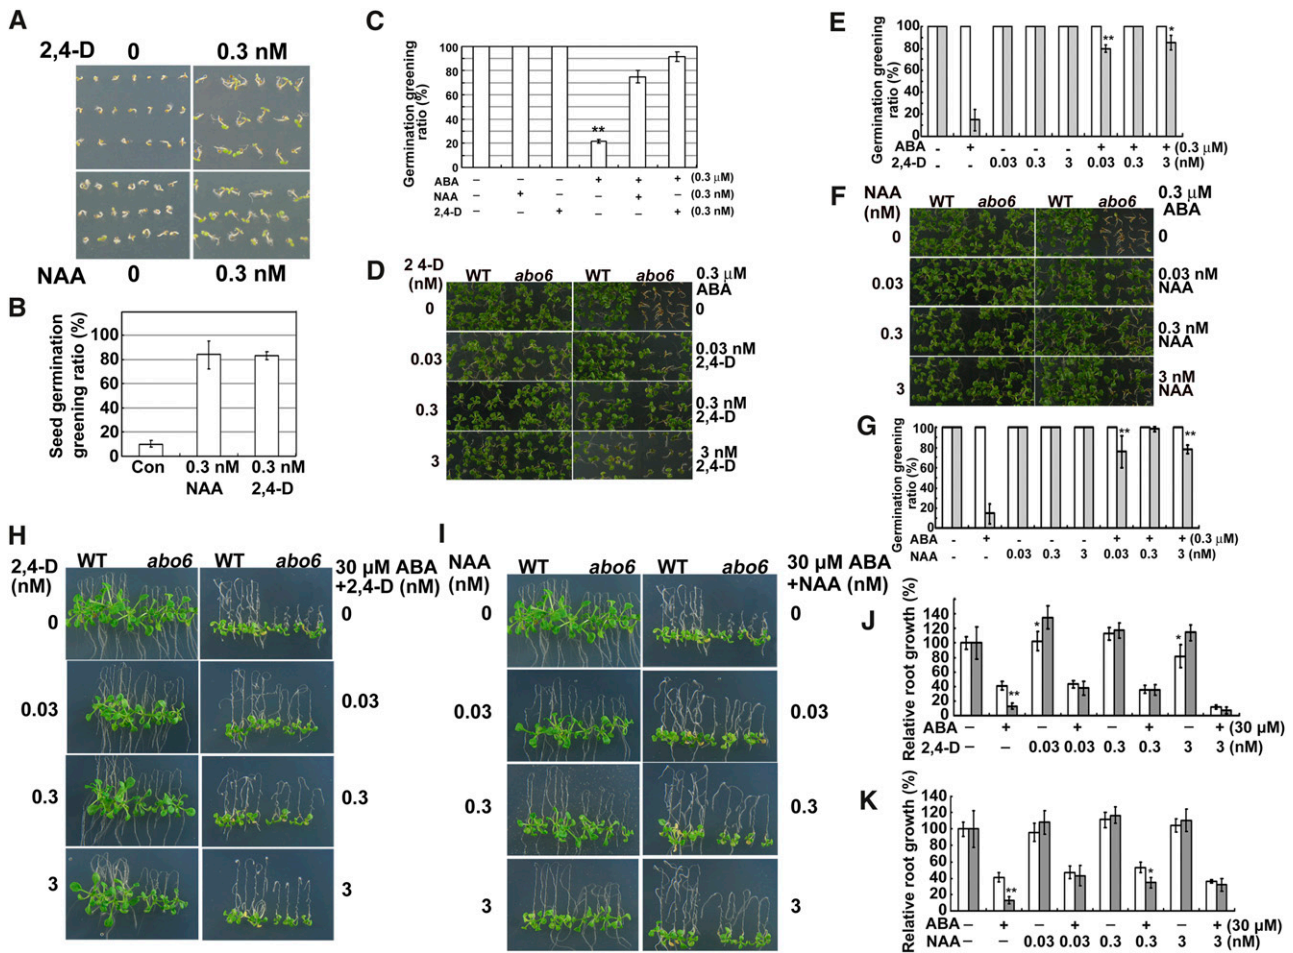 A
2,4-D 0 0.3 nM
NAA 0 0.3 nM
B
Seed germination
greening ratio (%)
100
80
60
40
20
0
Con 0.3 nM 0.3 nM
NAA 2,4-D
C
Germination greening
ratio (%)
100
80
60
40
20
0
**
ABA – – – + + + (0.3 µM)
NAA – + – – + – (0.3 nM)
2,4-D – – + – – + (0.3 nM)
D
2 4-D
(nM)
WT abo6 WT abo6
0.3 µM
ABA
0 0
0.03 0.03 nM
2,4-D
0.3 0.3 nM
2,4-D
3 3 nM
2,4-D
E
Germination greening
ratio (%)
100
80
60
40
20
0
** *
ABA - + - - - + + + (0.3 µM)
2,4-D - - 0.03 0.3 3 0.03 0.3 3 (nM)
F
NAA
(nM)
WT abo6 WT abo6
0.3 µM
ABA
0 0
0.03 0.03 nM
NAA
0.3 0.3 nM
NAA
3 3 nM
NAA
G
Germination greening
ratio (%)
100
80
60
40
20
0
** **
ABA - + - - - + + + (0.3 µM)
NAA - - 0.03 0.3 3 0.03 0.3 3 (nM)
H
2,4-D
(nM)
WT abo6 WT abo6
30 µM ABA
+2,4-D (nM)
0 0
0.03 0.03
0.3 0.3
3 3
I
NAA
(nM)
WT abo6 WT abo6
30 µM ABA
+NAA (nM)
0 0
0.03 0.03
0.3 0.3
3 3
J
Relative root growth (%)
140
120
100
80
60
40
20
0
** * *
ABA – + – + – + – + (30 µM)
2,4-D – – 0.03 0.03 0.3 0.3 3 3 (nM)
K
Relative root growth (%)
140
120
100
80
60
40
20
0
** *
ABA – + – + – + – + (30 µM)
NAA – – 0.03 0.03 0.3 0.3 3 3 (nM)